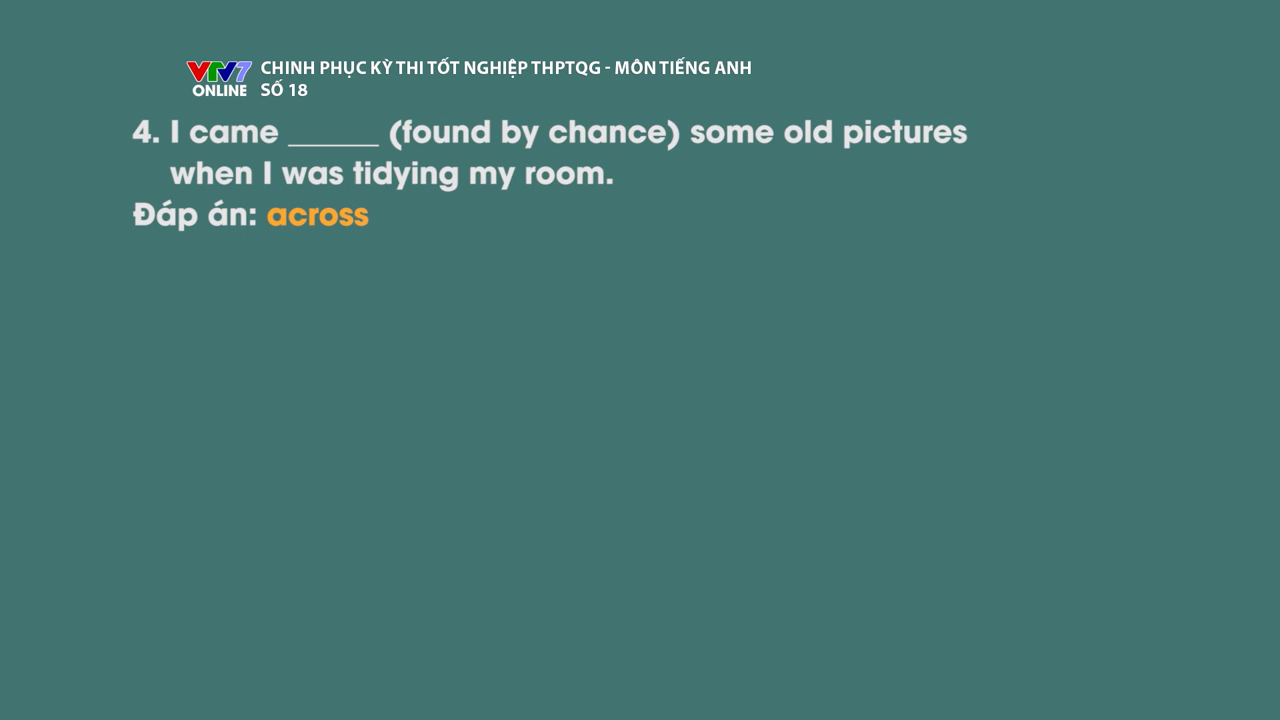 VTV7 CHINH PHỤC KỲ THI TỐT NGHIỆP THPTQG - MÔN TIẾNG ANH
ONLINE SỐ 18
4. I came ______ (found by chance) some old pictures
when I was tidying my room.
Đáp án: across